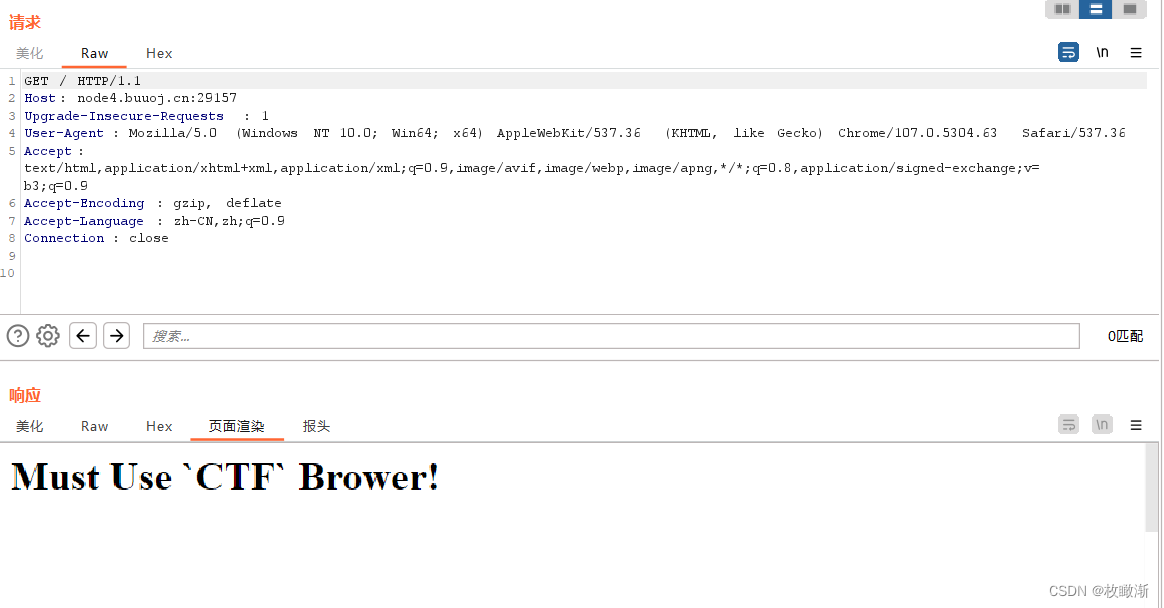 请求
美化 Raw Hex
\n
1 GET / HTTP/1.1
2 Host: node4.buuoj.cn:29157
3 Upgrade-Insecure-Requests : 1
4 User-Agent : Mozilla/5.0 (Windows NT 10.0; Win64; x64) AppleWebKit/537.36 (KHTML, like Gecko) Chrome/107.0.5304.63 Safari/537.36
5 Accept :
text/html,application/xhtml+xml,application/xml;q=0.9,image/avif,image/webp,image/apng,*/*;q=0.8,application/signed-exchange;v=
b3;q=0.9
6 Accept-Encoding : gzip, deflate
7 Accept-Language : zh-CN,zh;q=0.9
8 Connection : close
9
10
搜索... 0匹配
响应
美化 Raw Hex 页面渲染 报头
\n
Must Use `CTF` Brower!
CSDN @枚瞰渐